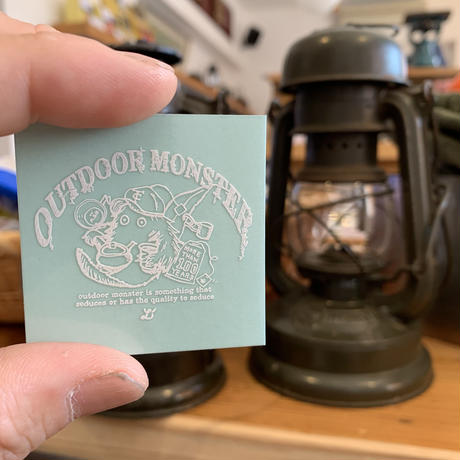 OUTDOOR MONSTER
MORE
THAN
100
YEARS
outdoor monster is something that
seduces or has the quality to seduce